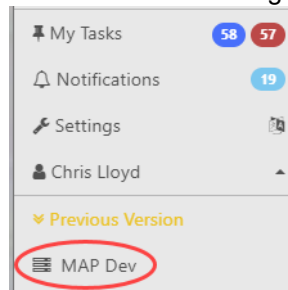 My Tasks 58 57
Notifications 19
Settings
Chris Lloyd
Previous Version
MAP Dev